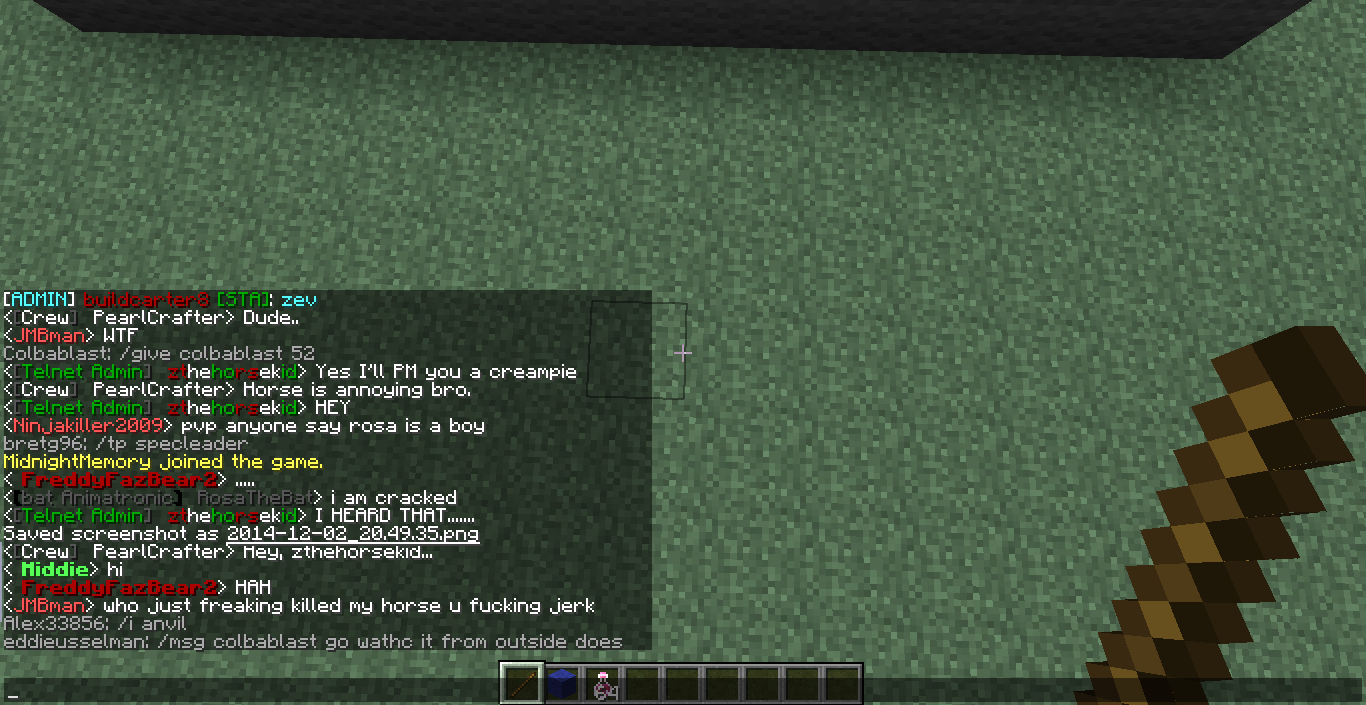 [ADMIN] buildcarter8 [STA]: zev
<[Crew] PearlCrafter> Dude..
<JMBman> WTF
Colbablast: /give colbablast 52
<[Telnet Admin] zthehorsekid> Yes I'll PM you a creampie
<[Crew] PearlCrafter> Horse is annoying bro.
<[Telnet Admin] zthehorsekid> HEY
<Ninjakiller2009> pvp anyone say rosa is a boy
bretg96: /tp specleader
MidnightMemory joined the game.
< FreddyFazBear2> .....
<[bat Animatronic] RosaTheBat> i am cracked
<[Telnet Admin] zthehorsekid> I HEARD THAT......
Saved screenshot as 2014-12-02_20.49.35.png
<[Crew] PearlCrafter> Hey, zthehorsekid...
< Middie> hi
< FreddyFazBear2> HAH
<JMBman> who just freaking killed my horse u fucking jerk
Alex33856: /i anvil
eddieusselman: /msg colbablast go wathc it from outside does
64
_